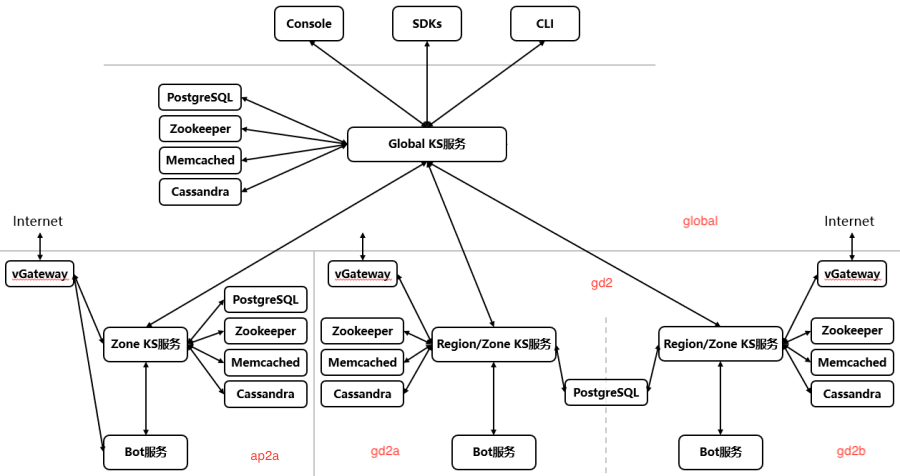 Console
SDKs
CLI
PostgreSQL
Zookeeper
Memcached
Cassandra
Global KS服务
global
Internet
Internet
vGateway
vGateway
vGateway
gd2
PostgreSQL
Zookeeper
Memcached
Cassandra
Zone KS服务
Zookeeper
Memcached
Cassandra
Region/Zone KS服务
PostgreSQL
Region/Zone KS服务
Zookeeper
Memcached
Cassandra
Bot服务
ap2a
gd2a
Bot服务
Bot服务
gd2b